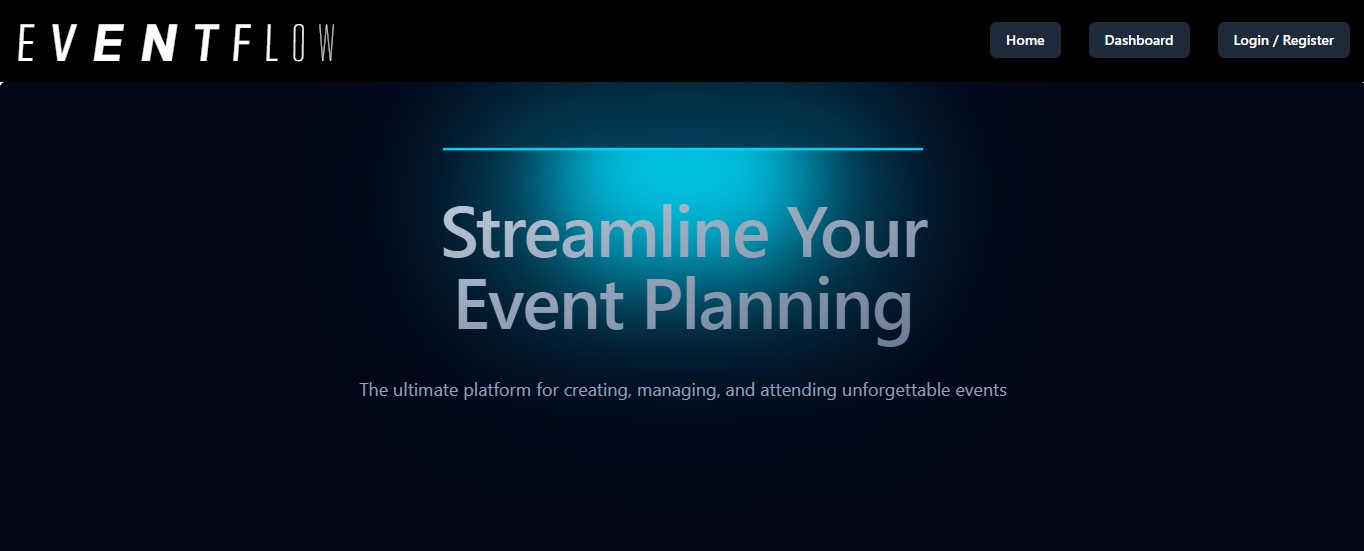 EVENTFLOW
Home
Dashboard
Login / Register
Streamline Your
Event Planning
The ultimate platform for creating, managing, and attending unforgettable events